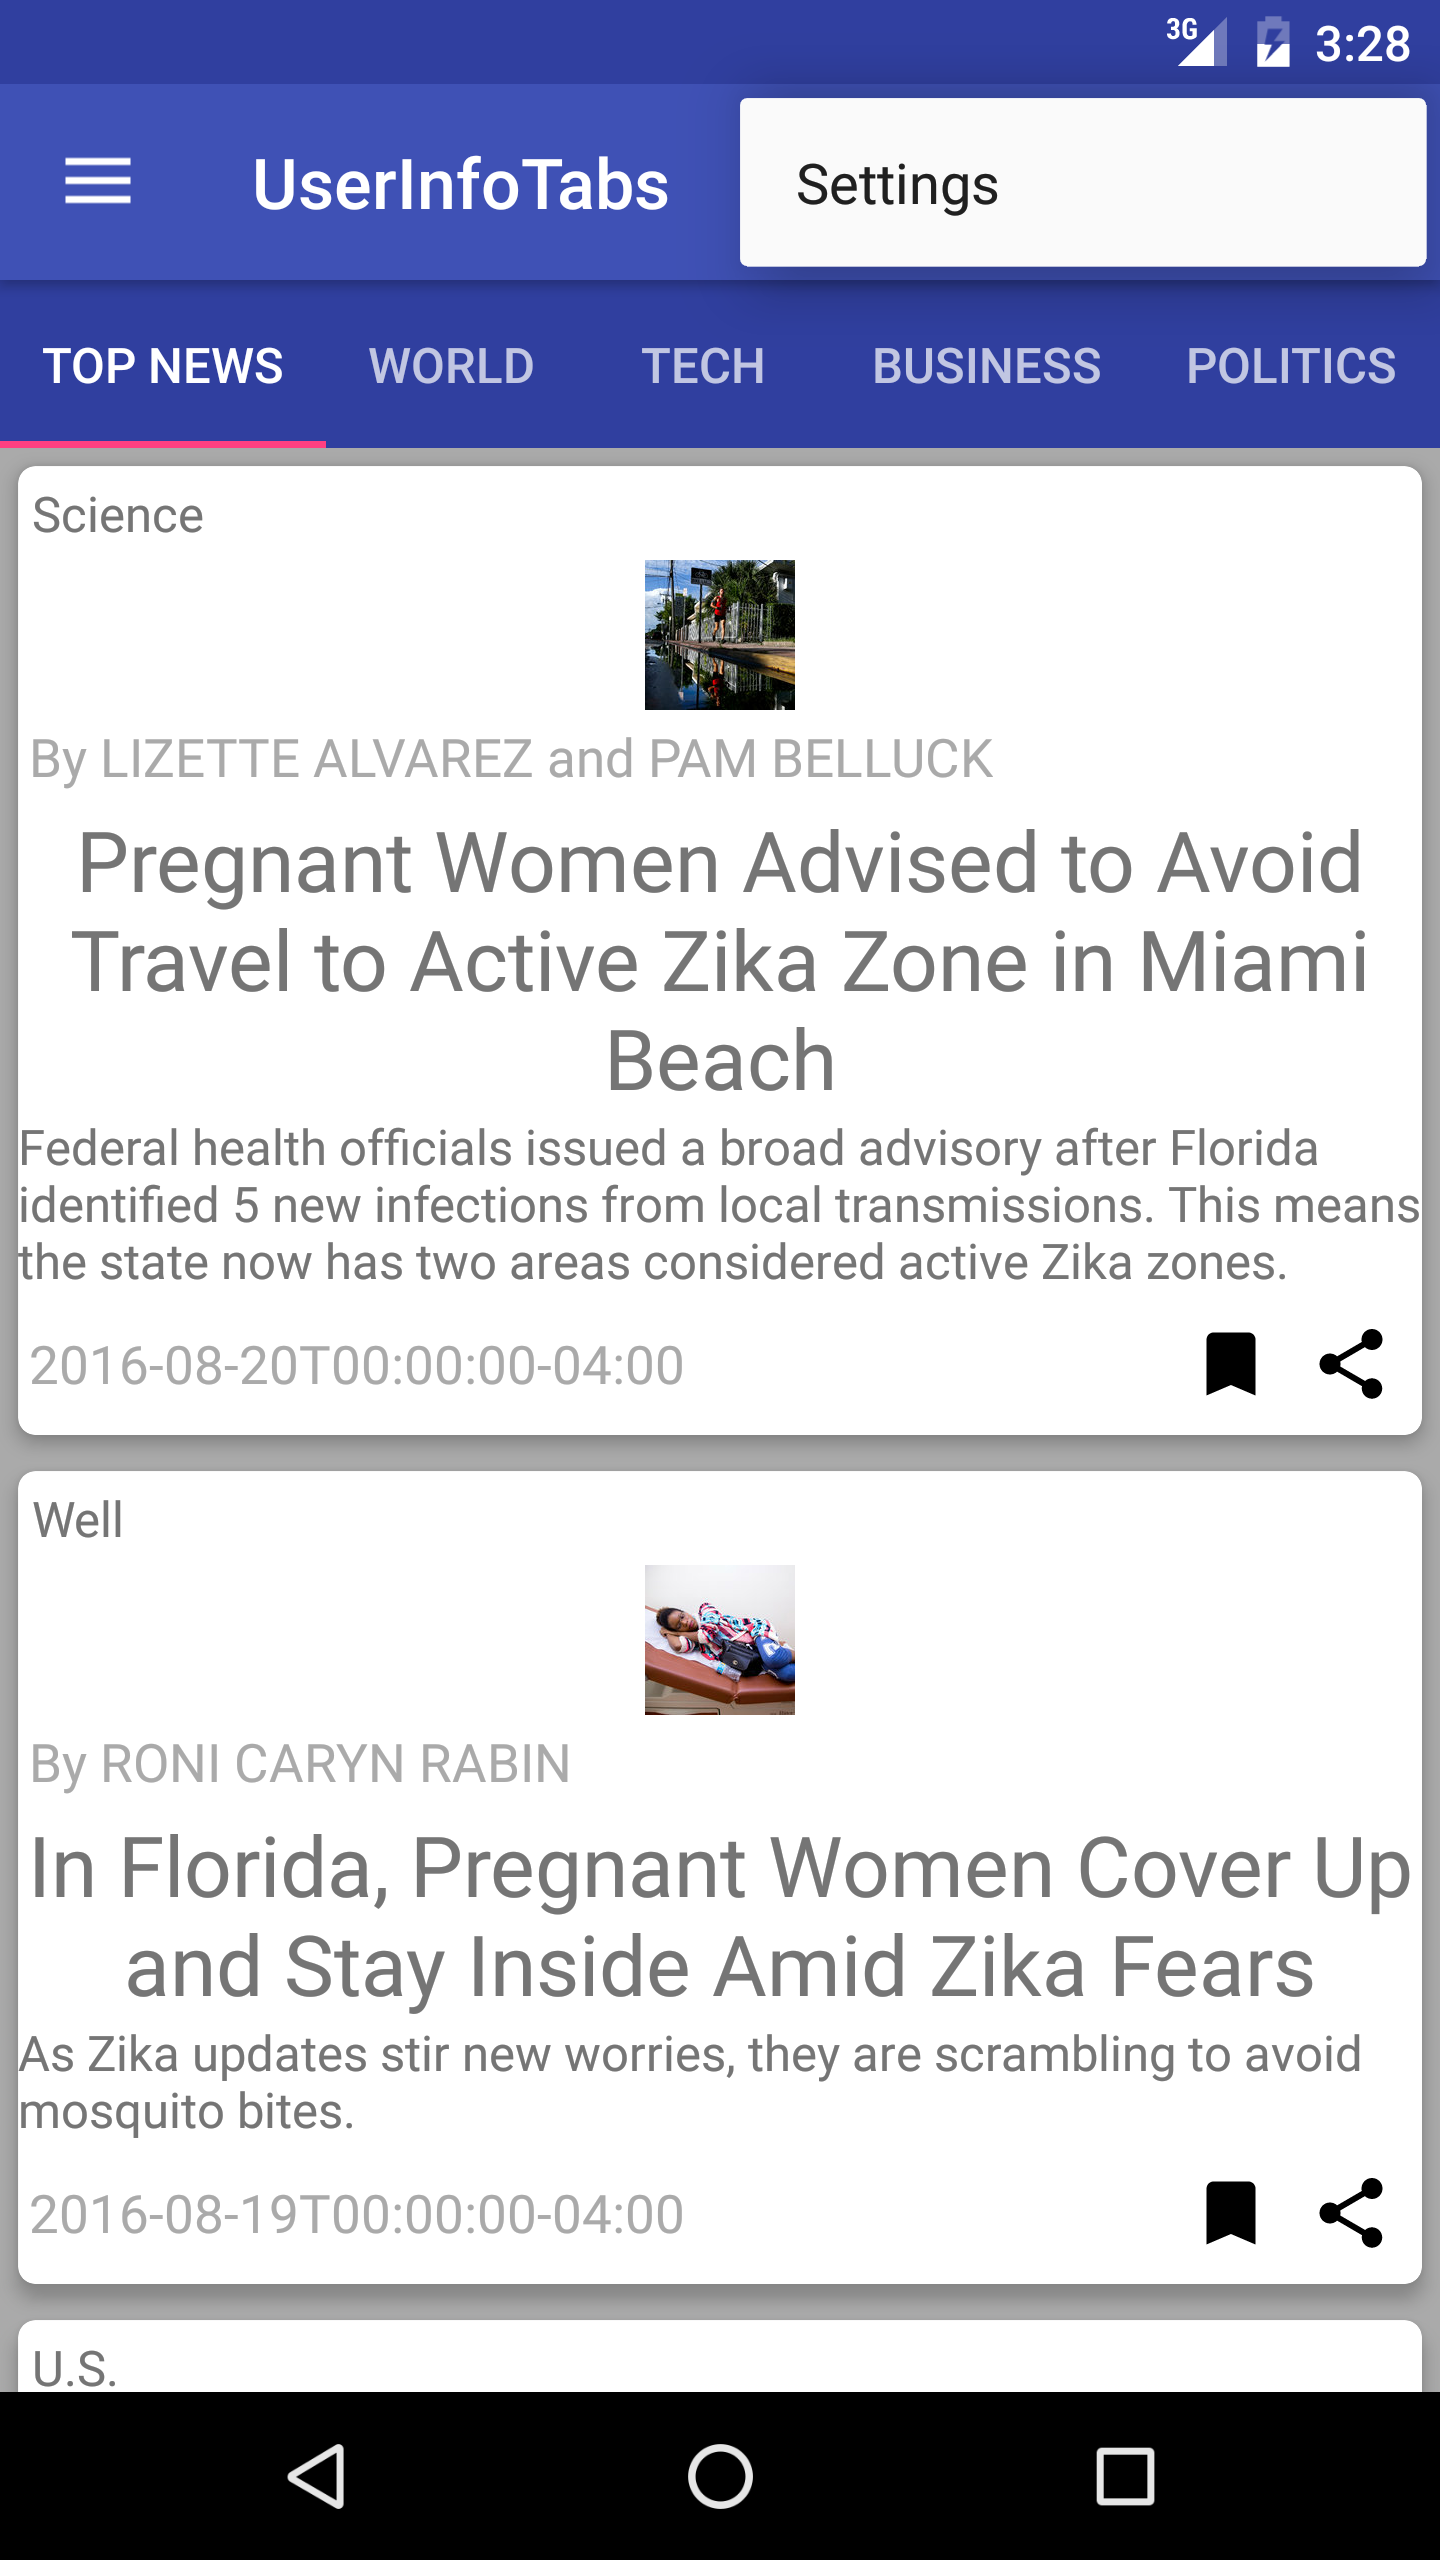 3G 3:28
UserInfoTabs
Settings
TOP NEWS WORLD TECH BUSINESS POLITICS
Science
By LIZETTE ALVAREZ and PAM BELLUCK
Pregnant Women Advised to Avoid
Travel to Active Zika Zone in Miami
Beach
Federal health officials issued a broad advisory after Florida
identified 5 new infections from local transmissions. This means
the state now has two areas considered active Zika zones.
2016-08-20T00:00:00-04:00
Well
By RONI CARYN RABIN
In Florida, Pregnant Women Cover Up
and Stay Inside Amid Zika Fears
As Zika updates stir new worries, they are scrambling to avoid
mosquito bites.
2016-08-19T00:00:00-04:00
U.S.